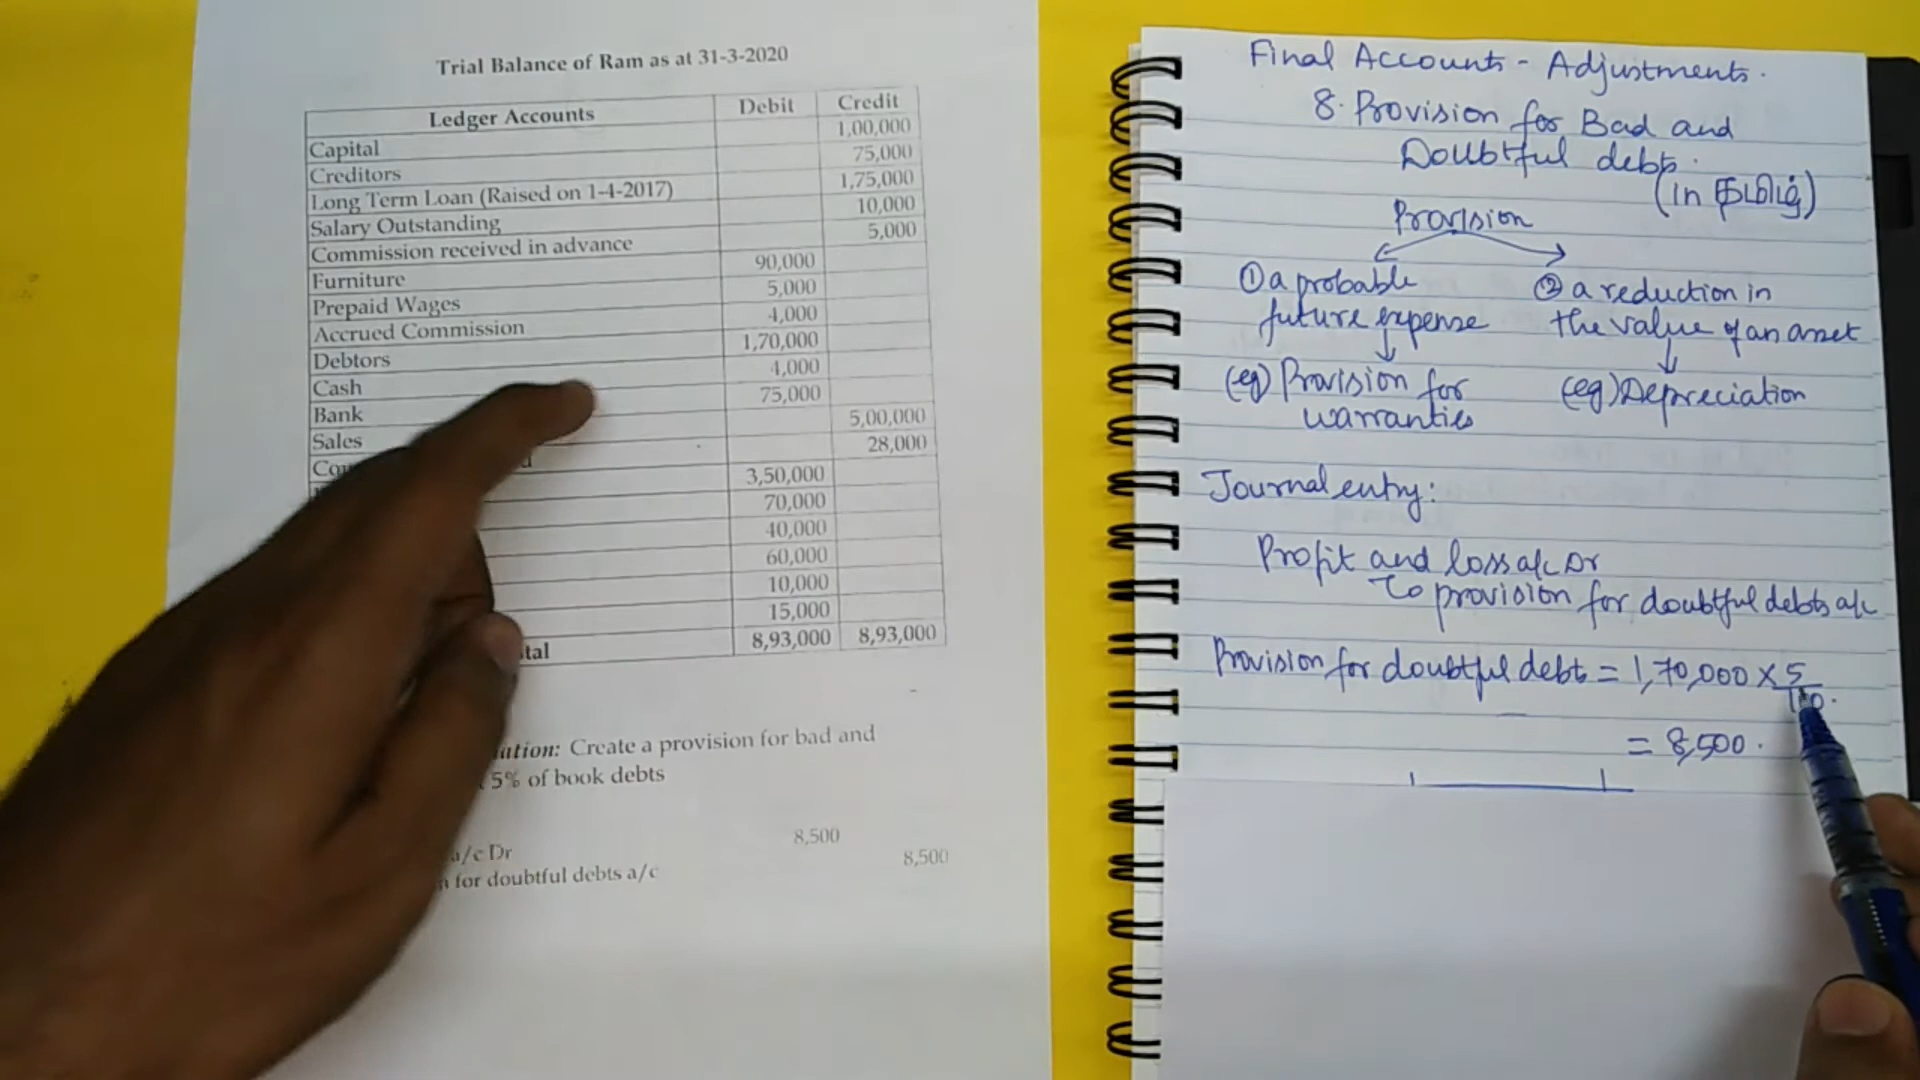 Trial Balance of Ram as at 31-3-2020
Ledger Accounts Debit Credit
Capital 1,00,000
Creditors 75,000
Long Term Loan (Raised on 1-4-2017) 1,75,000
Salary Outstanding 10,000
Commission received in advance 5,000
Furniture 90,000
Prepaid Wages 5,000
Accrued Commission 4,000
Debtors 1,70,000
Cash 4,000
Bank 75,000
Sales 5,00,000
28,000
3,50,000
70,000
40,000
60,000
10,000
15,000
tal 8,93,000 8,93,000
ation: Create a provision for bad and
5% of book debts
a/c Dr 8,500
for doubtful debts a/c 8,500
Final Accounts - Adjustments.
8. Provision for Bad and
Doubtful debts.
(in தமிழ்)
Provision
① a probable
future expense
(eg) Provision for
warranties
② a reduction in
the value of an asset
(eg) Depreciation
Journal entry:
Profit and loss a/c Dr
To provision for doubtful debts a/c
Provision for doubtful debt = 1,70,000 × 5/100.
= 8,500.